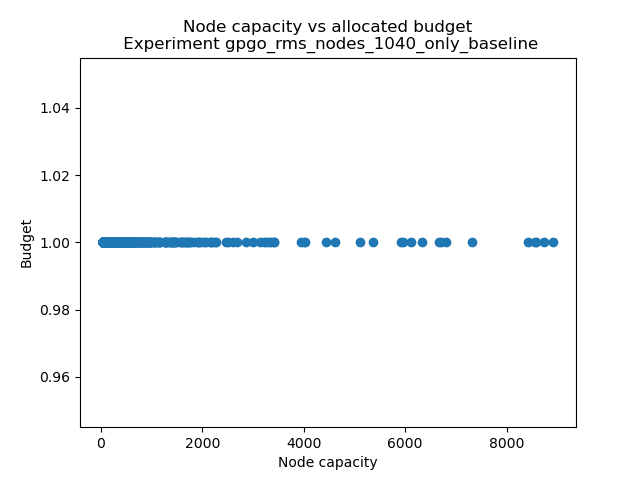 Node capacity vs allocated budget
Experiment gpgo_rms_nodes_1040_only_baseline
1.04
1.02
1.00
0.98
0.96
Budget
0 2000 4000 6000 8000
Node capacity